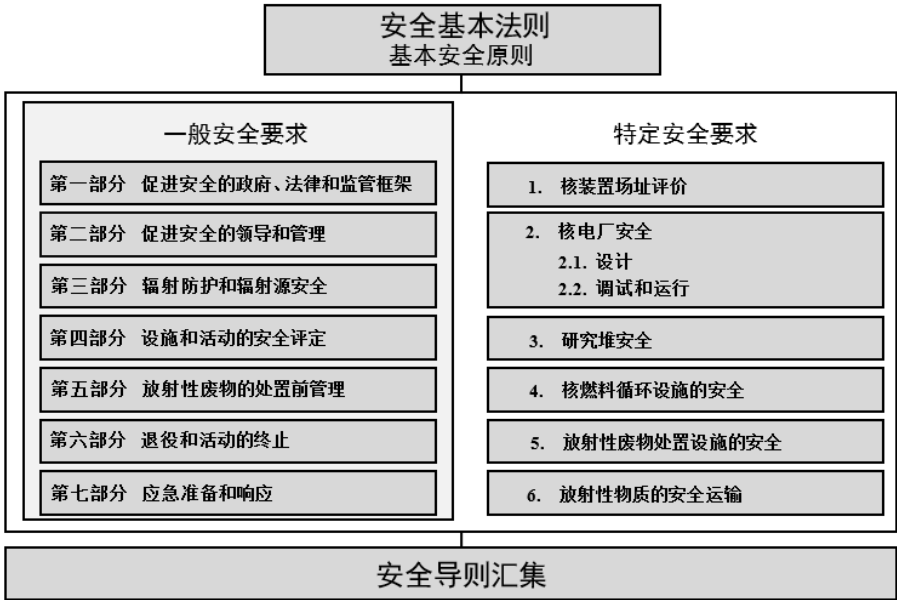 安全基本法则
基本安全原则
一般安全要求
第一部分 促进安全的政府、法律和监管框架
第二部分 促进安全的领导和管理
第三部分 辐射防护和辐射源安全
第四部分 设施和活动的安全评定
第五部分 放射性废物的处置前管理
第六部分 退役和活动的终止
第七部分 应急准备和响应
特定安全要求
1. 核装置场址评价
2. 核电厂安全
2.1. 设计
2.2. 调试和运行
3. 研究堆安全
4. 核燃料循环设施的安全
5. 放射性废物处置设施的安全
6. 放射性物质的安全运输
安全导则汇集